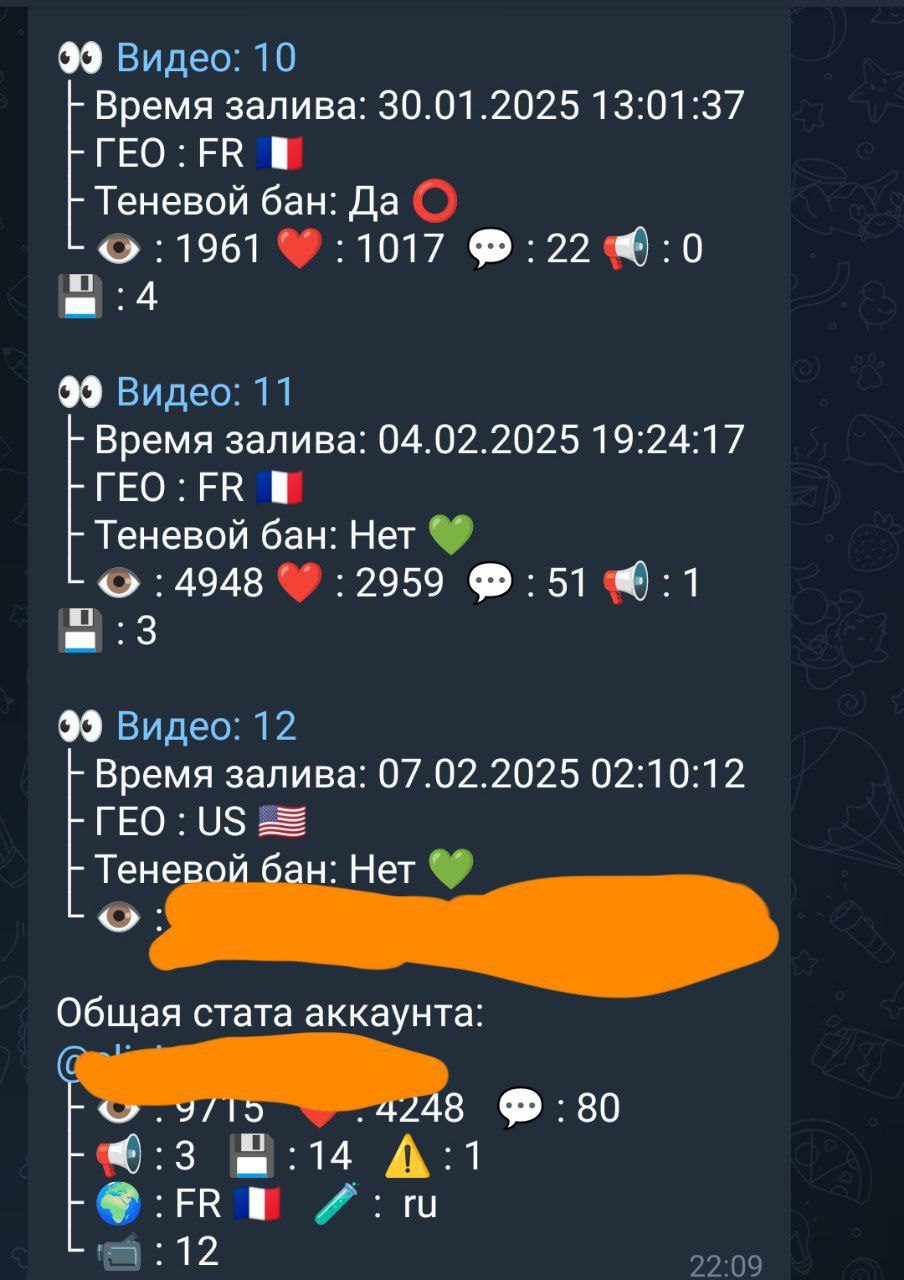 👀 Видео: 10
├ Время залива: 30.01.2025 13:01:37
├ ГЕО : FR 🇫🇷
├ Теневой бан: Да ⭕
└ 👁️ : 1961 ❤️ : 1017 💬 : 22 📢 : 0
💾 : 4
👀 Видео: 11
├ Время залива: 04.02.2025 19:24:17
├ ГЕО : FR 🇫🇷
├ Теневой бан: Нет 💚
└ 👁️ : 4948 ❤️ : 2959 💬 : 51 📢 : 1
💾 : 3
👀 Видео: 12
├ Время залива: 07.02.2025 02:10:12
├ ГЕО : US 🇺🇸
├ Теневой бан: Нет 💚
└ 👁️ :
Общая стата аккаунта:
@
├ 👁️ : 9715 ❤️ : 4248 💬 : 80
├ 📢 : 3 💾 : 14 ⚠️ : 1
├ 🌍 : FR 🇫🇷 🧪 : ru
└ 📹 : 12
22:09